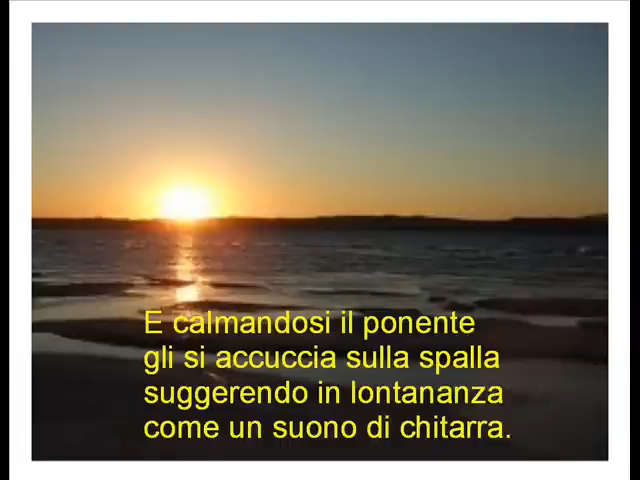 E calmandosi il ponente
gli si accuccia sulla spalla
suggerendo in lontananza
come un suono di chitarra.